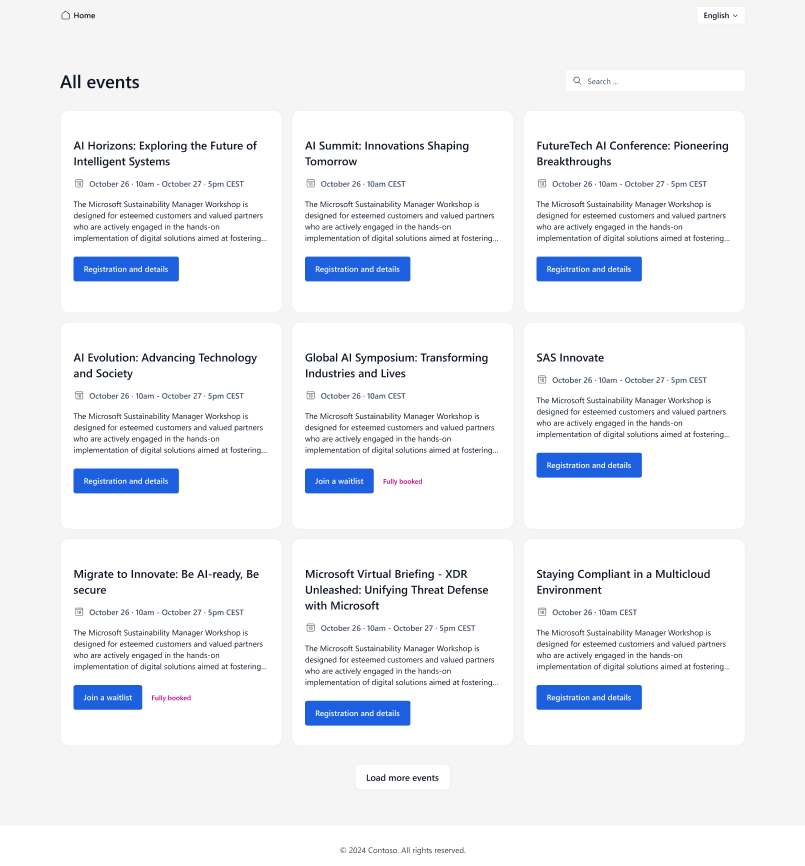 Home
English
All events
Search ...
AI Horizons: Exploring the Future of
Intelligent Systems
October 26 · 10am - October 27 · 5pm CEST
The Microsoft Sustainability Manager Workshop is
designed for esteemed customers and valued partners
who are actively engaged in the hands-on
implementation of digital solutions aimed at fostering...
Registration and details
AI Summit: Innovations Shaping
Tomorrow
October 26 · 10am CEST
The Microsoft Sustainability Manager Workshop is
designed for esteemed customers and valued partners
who are actively engaged in the hands-on
implementation of digital solutions aimed at fostering...
Registration and details
FutureTech AI Conference: Pioneering
Breakthroughs
October 26 · 10am - October 27 · 5pm CEST
The Microsoft Sustainability Manager Workshop is
designed for esteemed customers and valued partners
who are actively engaged in the hands-on
implementation of digital solutions aimed at fostering...
Registration and details
AI Evolution: Advancing Technology
and Society
October 26 · 10am - October 27 · 5pm CEST
The Microsoft Sustainability Manager Workshop is
designed for esteemed customers and valued partners
who are actively engaged in the hands-on
implementation of digital solutions aimed at fostering...
Registration and details
Global AI Symposium: Transforming
Industries and Lives
October 26 · 10am CEST
The Microsoft Sustainability Manager Workshop is
designed for esteemed customers and valued partners
who are actively engaged in the hands-on
implementation of digital solutions aimed at fostering...
Join a waitlist
Fully booked
SAS Innovate
October 26 · 10am - October 27 · 5pm CEST
The Microsoft Sustainability Manager Workshop is
designed for esteemed customers and valued partners
who are actively engaged in the hands-on
implementation of digital solutions aimed at fostering...
Registration and details
Migrate to Innovate: Be AI-ready, Be
secure
October 26 · 10am - October 27 · 5pm CEST
The Microsoft Sustainability Manager Workshop is
designed for esteemed customers and valued partners
who are actively engaged in the hands-on
implementation of digital solutions aimed at fostering...
Join a waitlist
Fully booked
Microsoft Virtual Briefing - XDR
Unleashed: Unifying Threat Defense
with Microsoft
October 26 · 10am - October 27 · 5pm CEST
The Microsoft Sustainability Manager Workshop is
designed for esteemed customers and valued partners
who are actively engaged in the hands-on
implementation of digital solutions aimed at fostering...
Registration and details
Staying Compliant in a Multicloud
Environment
October 26 · 10am CEST
The Microsoft Sustainability Manager Workshop is
designed for esteemed customers and valued partners
who are actively engaged in the hands-on
implementation of digital solutions aimed at fostering...
Registration and details
Load more events
© 2024 Contoso. All rights reserved.